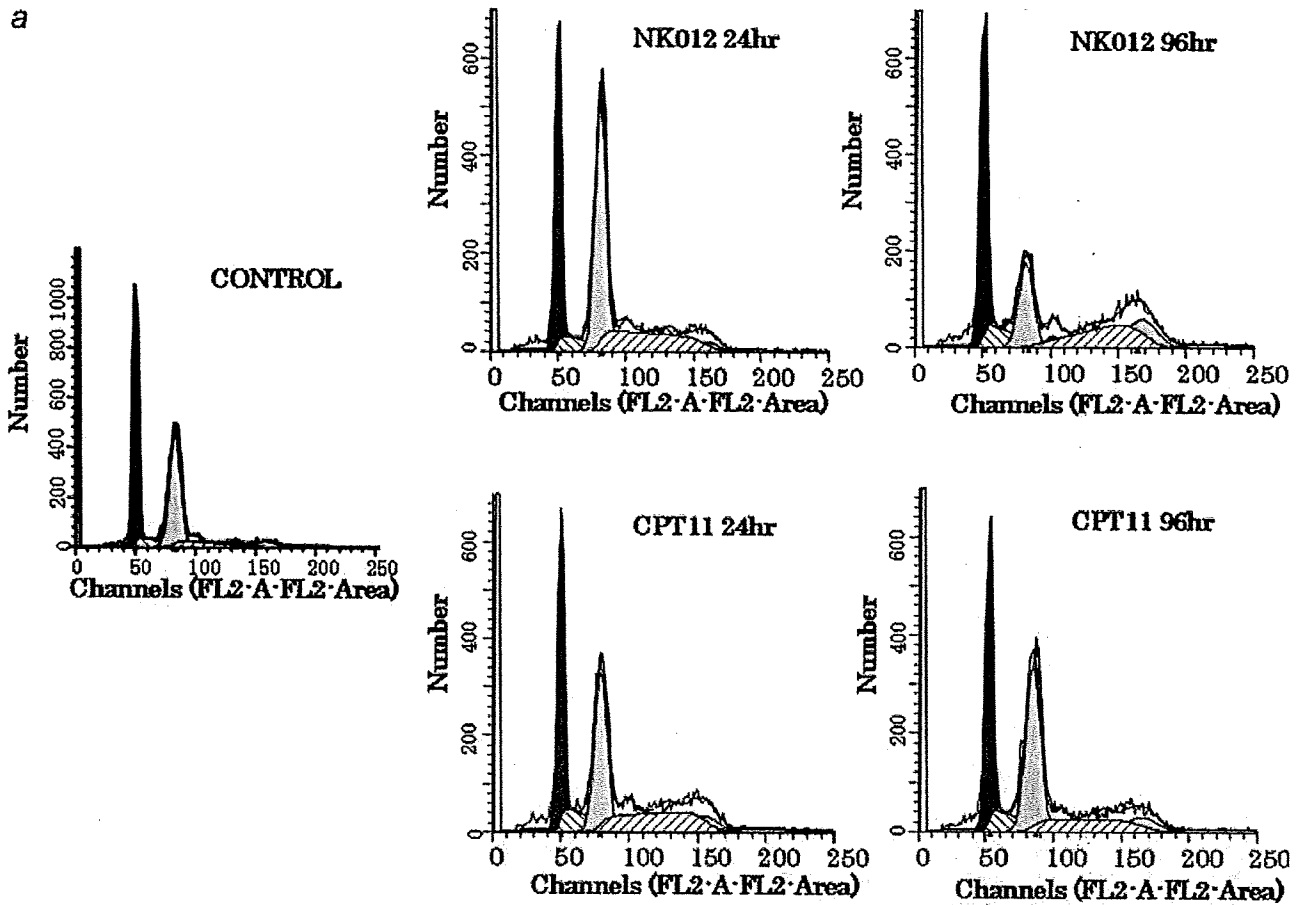 a
CONTROL
Number
0 200 400 600 800 1000
0 50 100 150 200 250
Channels (FL2-A-FL2-Area)
NK012 24hr
Number
0 200 400 600
0 50 100 150 200 250
Channels (FL2-A-FL2-Area)
NK012 96hr
Number
0 200 400 600
0 50 100 150 200 250
Channels (FL2-A-FL2-Area)
CPT11 24hr
Number
0 200 400 600
0 50 100 150 200 250
Channels (FL2-A-FL2-Area)
CPT11 96hr
Number
0 200 400 600
0 50 100 150 200 250
Channels (FL2-A-FL2-Area)